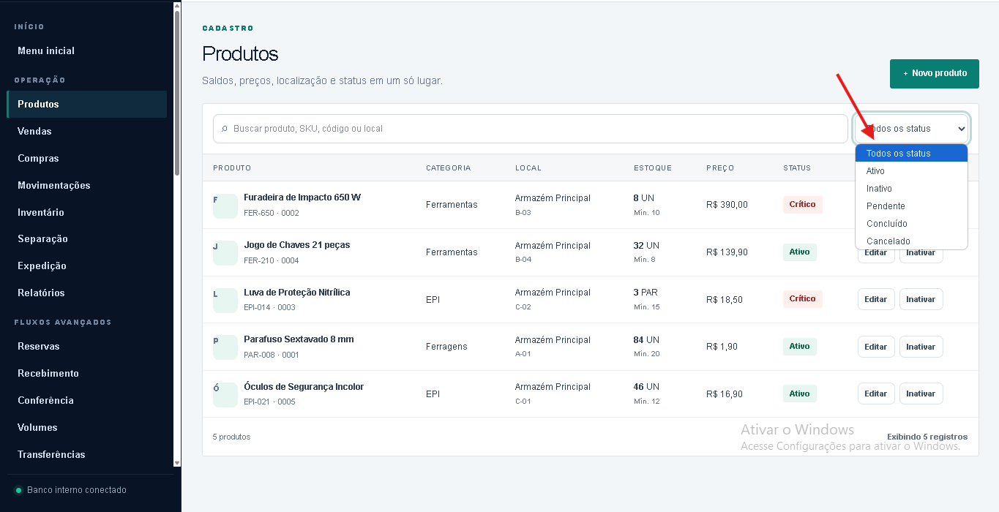 INÍCIO
Menu inicial
OPERAÇÃO
Produtos
Vendas
Compras
Movimentações
Inventário
Separação
Expedição
Relatórios
FLUXOS AVANÇADOS
Reservas
Recebimento
Conferência
Volumes
Transferências
Banco interno conectado
CADASTRO
Produtos
Saldos, preços, localização e status em um só lugar.
+ Novo produto
Buscar produto, SKU, código ou local
Todos os status
Todos os status
Ativo
Inativo
Pendente
Concluído
Cancelado
PRODUTO CATEGORIA LOCAL ESTOQUE PREÇO STATUS
F Furadeira de Impacto 650 W Ferramentas Armazém Principal 8 UN R$ 390,00 Crítico
FER-650 · 0002 B-03 Mín. 10
J Jogo de Chaves 21 peças Ferramentas Armazém Principal 32 UN R$ 139,90 Ativo Editar Inativar
FER-210 · 0004 B-04 Mín. 8
L Luva de Proteção Nitrílica EPI Armazém Principal 3 PAR R$ 18,50 Crítico Editar Inativar
EPI-014 · 0003 C-02 Mín. 15
P Parafuso Sextavado 8 mm Ferragens Armazém Principal 84 UN R$ 1,90 Ativo Editar Inativar
PAR-008 · 0001 A-01 Mín. 20
Ó Óculos de Segurança Incolor EPI Armazém Principal 46 UN R$ 16,90 Ativo Editar Inativar
EPI-021 · 0005 C-01 Mín. 12
5 produtos
Exibindo 5 registros
Ativar o Windows
Acesse Configurações para ativar o Windows.